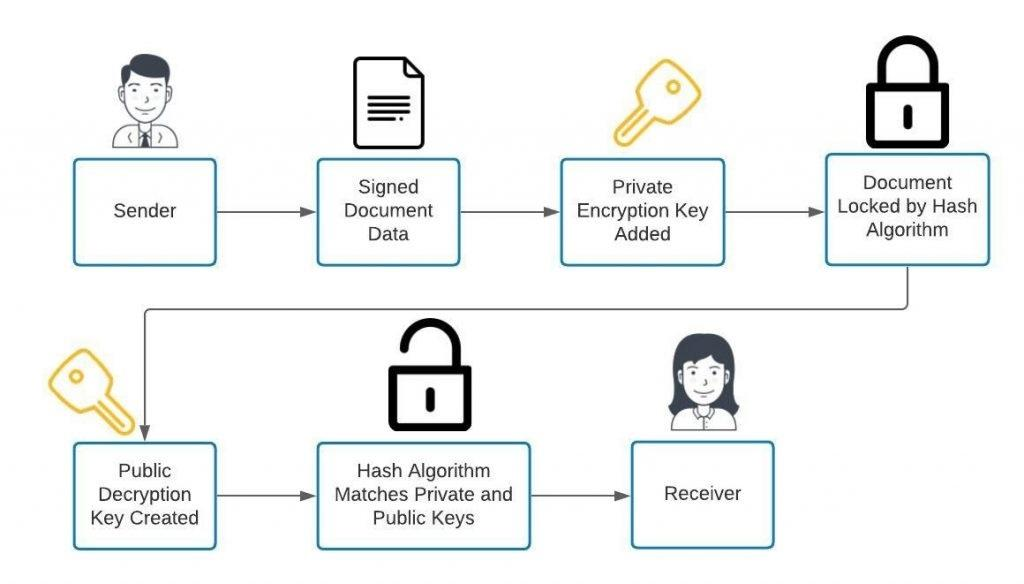 Sender
Signed
Document
Data
Private
Encryption Key
Added
Document
Locked by Hash
Algorithm
Public
Decryption
Key Created
Hash Algorithm
Matches Private and
Public Keys
Receiver